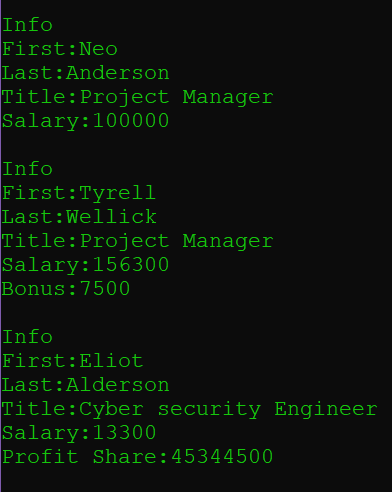 Info
First:Neo
Last:Anderson
Title:Project Manager
Salary:100000
Info
First:Tyrell
Last:Wellick
Title:Project Manager
Salary:156300
Bonus:7500
Info
First:Eliot
Last:Alderson
Title:Cyber security Engineer
Salary:13300
Profit Share:45344500